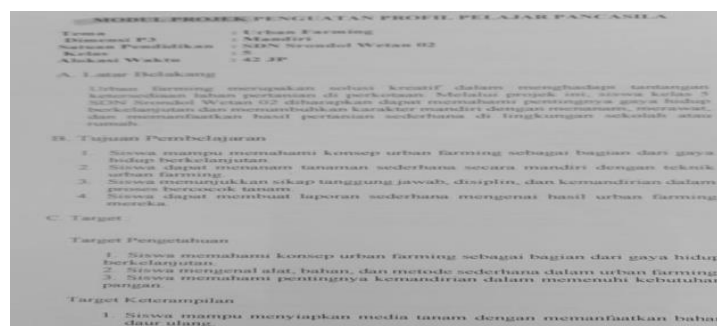 MODUL PROJEK PENGUATAN PROFIL PELAJAR PANCASILA
Tema : Urban Farming
Dimensi P3 : Mandiri
Satuan Pendidikan : SDN Srondol Wetan 02
Kelas : 5
Alokasi Waktu : 42 JP
A. Latar Belakang
Urban farming merupakan solusi kreatif dalam menghadapi tantangan
ketersediaan lahan pertanian di perkotaan. Melalui projek ini, siswa kelas 5
SDN Srondol Wetan 02 diharapkan dapat memahami pentingnya gaya hidup
berkelanjutan dan menumbuhkan karakter mandiri dengan menanam, merawat,
dan memanfaatkan hasil pertanian sederhana di lingkungan sekolah atau
rumah.
B. Tujuan Pembelajaran
1. Siswa mampu memahami konsep urban farming sebagai bagian dari gaya
hidup berkelanjutan.
2. Siswa dapat menanam tanaman sederhana secara mandiri dengan teknik
urban farming.
3. Siswa menunjukkan sikap tanggung jawab, disiplin, dan kemandirian dalam
proses bercocok tanam.
4. Siswa dapat membuat laporan sederhana mengenai hasil urban farming
mereka.
C. Target
Target Pengetahuan
1. Siswa memahami konsep urban farming sebagai bagian dari gaya hidup
berkelanjutan.
2. Siswa mengenal alat, bahan, dan metode sederhana dalam urban farming
3. Siswa memahami pentingnya kemandirian dalam memenuhi kebutuhan
pangan.
Target Keterampilan
1. Siswa mampu menyiapkan media tanam dengan memanfaatkan bahan
daur ulang